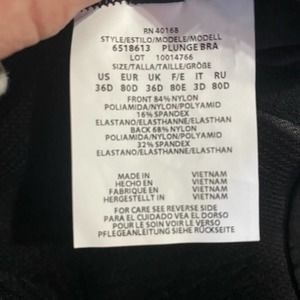 RN 40168
STYLE/ESTILO/MODELE/MODELL
6518613 PLUNGE BRA
LOT 10014766
SIZE/TALLA/TAILLE/GRÖßE
US EUR UK F/E IT RU
36D 80D 36D 80E 3D 80D
FRONT 84% NYLON
POLIAMIDA/NYLON/POLYAMID
16% SPANDEX
ELASTANO/ELASTHANNE/ELASTHAN
BACK 68% NYLON
POLIAMIDA/NYLON/POLYAMID
32% SPANDEX
ELASTANO/ELASTHANNE/ELASTHAN
MADE IN VIETNAM
HECHO EN VIETNAM
FABRIQUE EN VIETNAM
HERGESTELLT IN VIETNAM
FOR CARE SEE REVERSE SIDE
PARA EL CUIDADO VEA EL DORSO
POUR LE SOIN VOIR LE VERSO
PFLEGEANLEITUNG SIEHE RÜCKSEITE